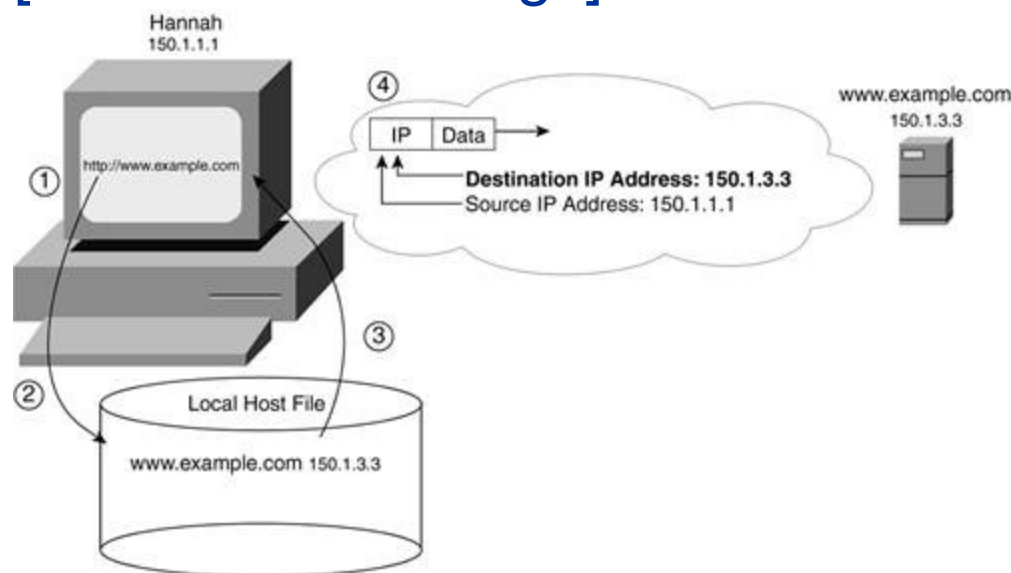 Hannah
150.1.1.1
④
www.example.com
150.1.3.3
IP Data
①
http://www.example.com
Destination IP Address: 150.1.3.3
Source IP Address: 150.1.1.1
③
②
Local Host File
www.example.com 150.1.3.3